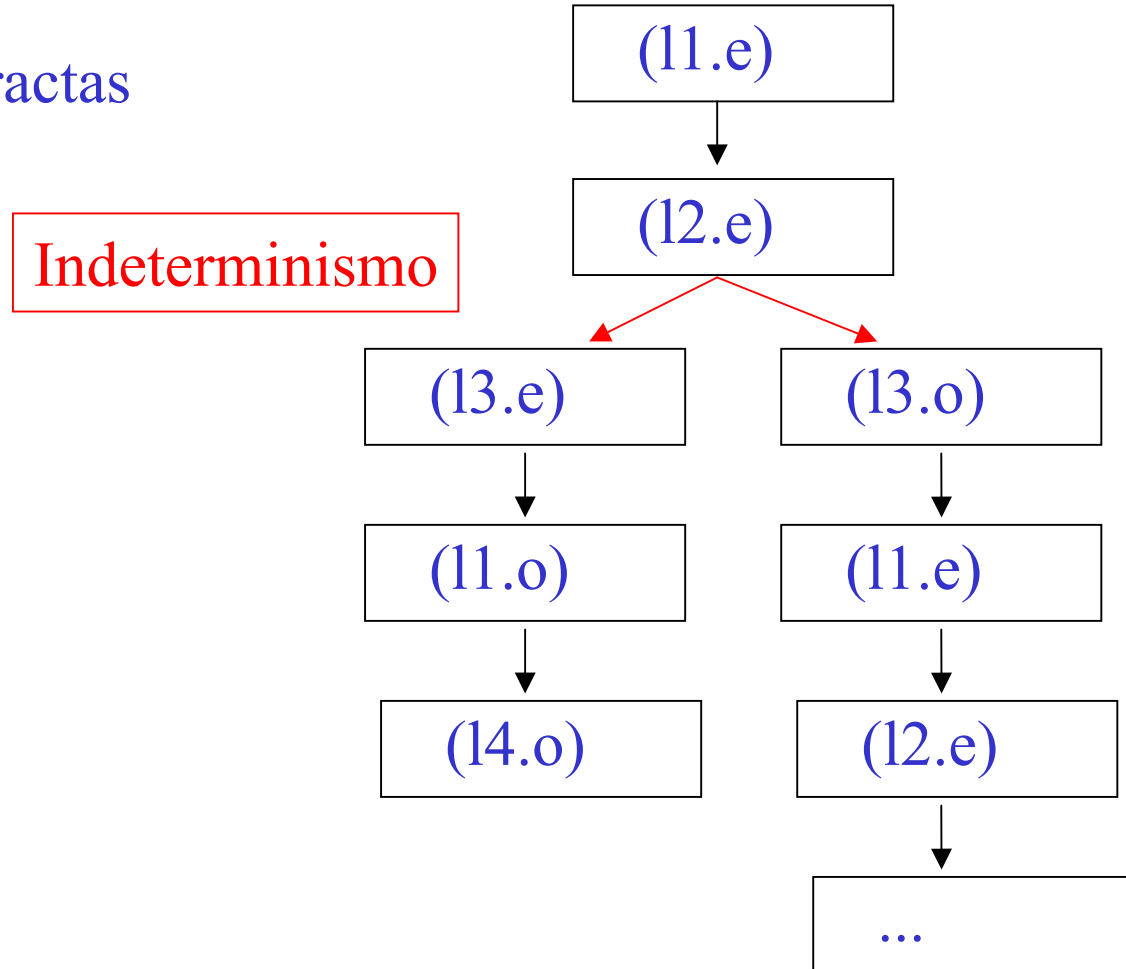 (l1.e)
ractas
(l2.e)
Indeterminismo
(l3.e) (l3.o)
(l1.o) (l1.e)
(l4.o) (l2.e)
...